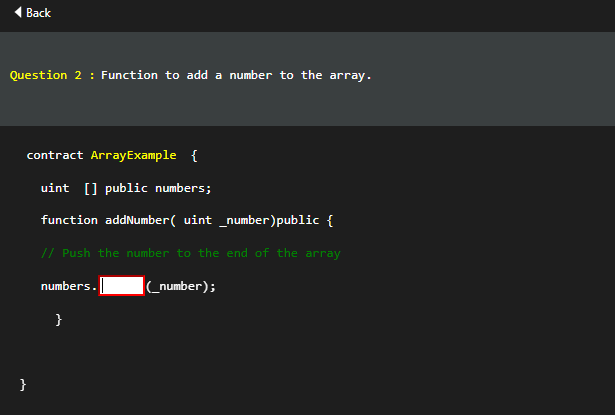 Back
Question 2 : Function to add a number to the array.
contract ArrayExample {
uint [] public numbers;
function addNumber( uint _number)public {
// Push the number to the end of the array
numbers. (_number);
}
}